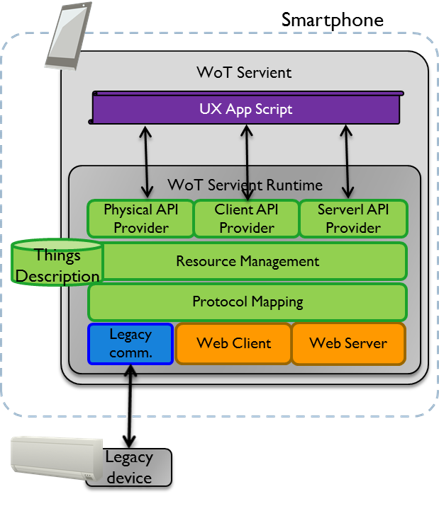 Smartphone
WoT Servient
UX App Script
WoT Servient Runtime
Physical API
Provider
Client API
Provider
Serverl API
Provider
Things
Description
Resource Management
Protocol Mapping
Legacy
comm.
Web Client
Web Server
Legacy
device